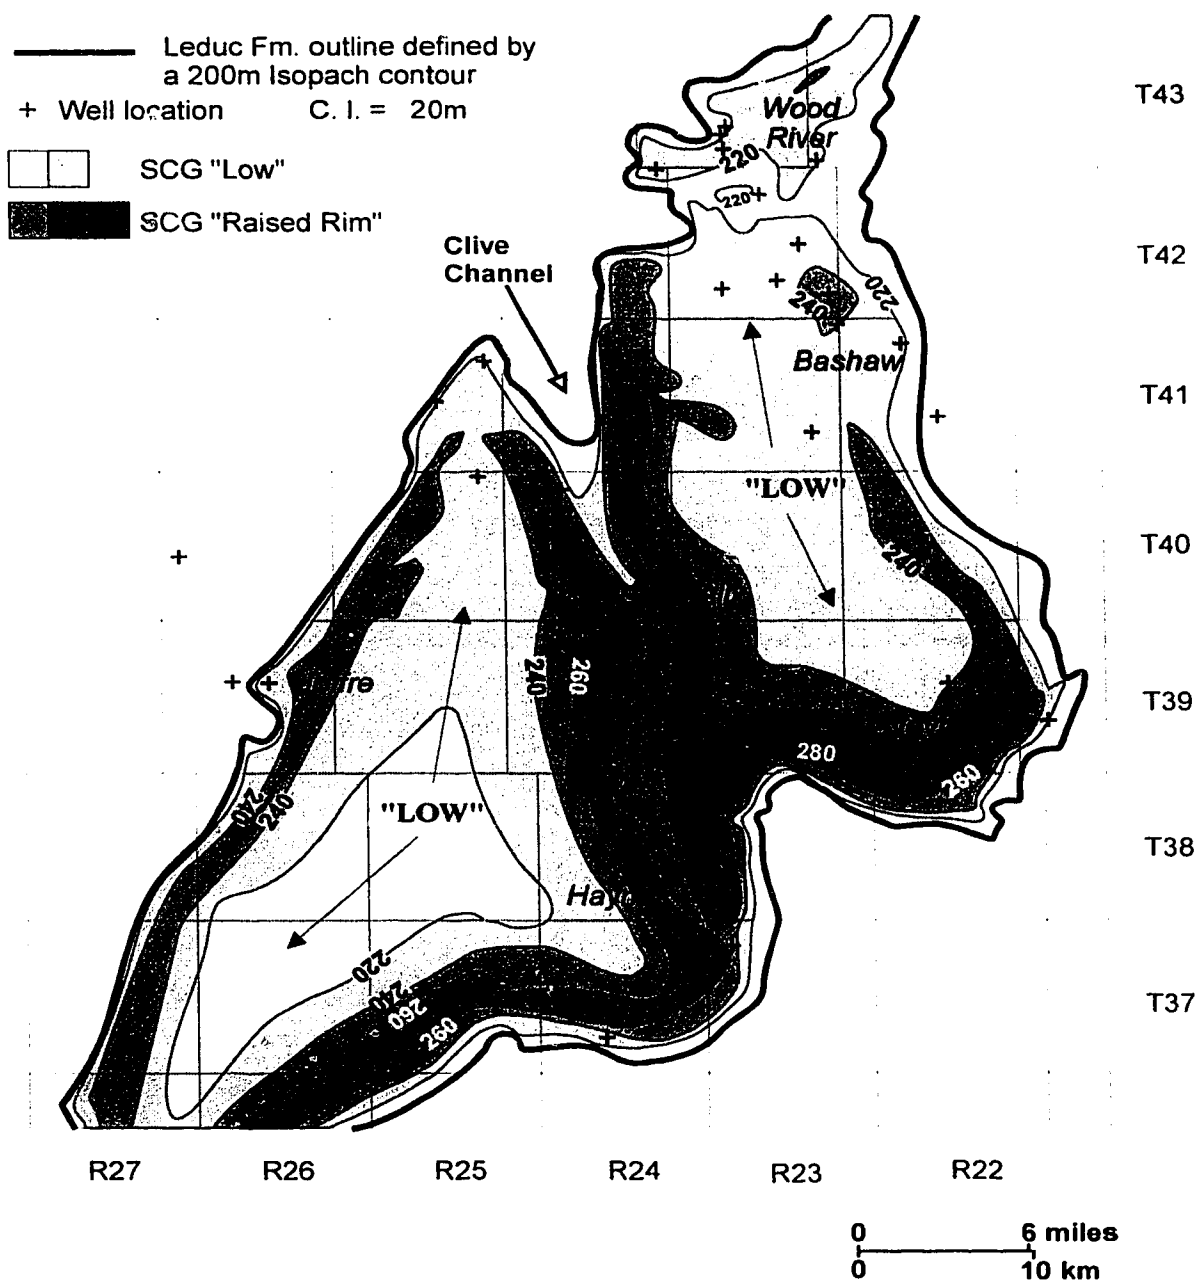 Leduc Fm. outline defined by
a 200m Isopach contour
+ Well location C. I. = 20m
SCG "Low"
SCG "Raised Rim"
Clive
Channel
Wood
River
220
220
220
240
Bashaw
"LOW"
240
240
260
280
260
"LOW"
240
240
220
240
260
260
T43
T42
T41
T40
T39
T38
T37
R27 R26 R25 R24 R23 R22
0 6 miles
0 10 km